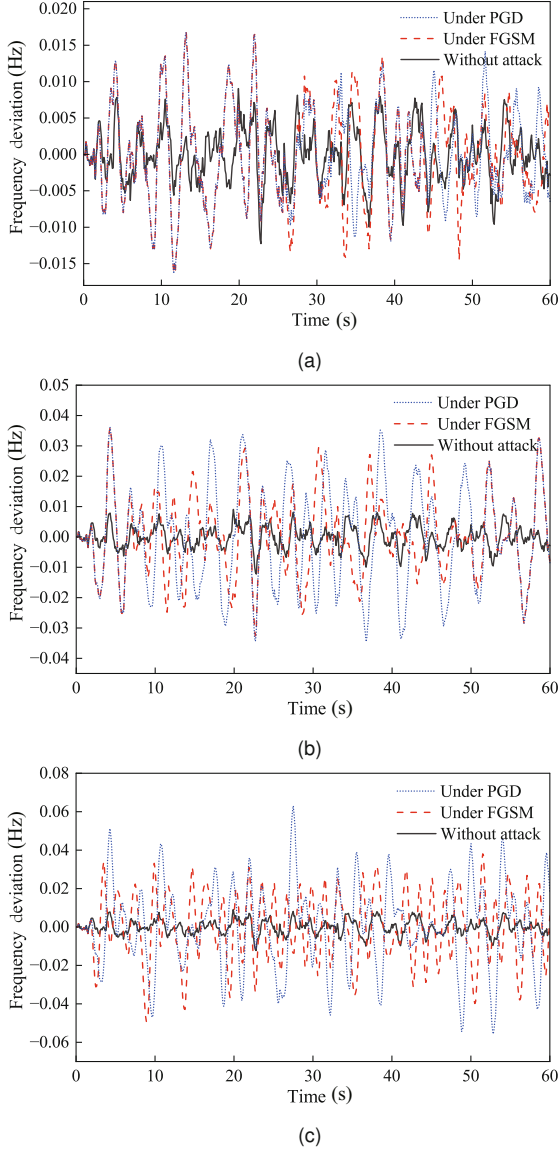 0.020
0.015
0.010
0.005
0.000
−0.005
−0.010
−0.015
Frequency deviation (Hz)
Under PGD
Under FGSM
Without attack
0 10 20 30 40 50 60
Time (s)
(a)
0.05
0.04
0.03
0.02
0.01
0.00
−0.01
−0.02
−0.03
−0.04
Frequency deviation (Hz)
Under PGD
Under FGSM
Without attack
0 10 20 30 40 50 60
Time (s)
(b)
0.08
0.06
0.04
0.02
0.00
−0.02
−0.04
−0.06
Frequency deviation (Hz)
Under PGD
Under FGSM
Without attack
0 10 20 30 40 50 60
Time (s)
(c)